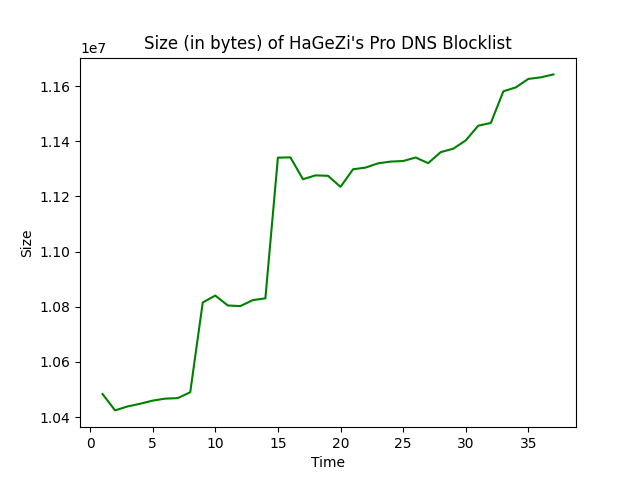 Size (in bytes) of HaGeZi's Pro DNS Blocklist
1e7
1.16
1.14
1.12
1.10
1.08
1.06
1.04
Size
0 5 10 15 20 25 30 35
Time